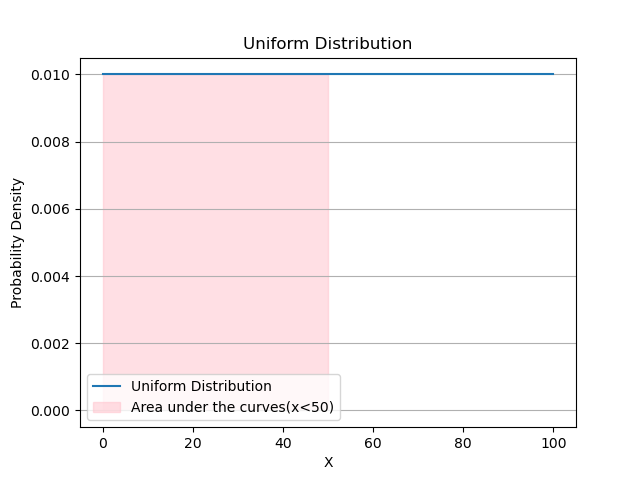 Uniform Distribution
0.010
0.008
0.006
0.004
0.002
0.000
Probability Density
Uniform Distribution
Area under the curves(x<50)
0 20 40 60 80 100
X